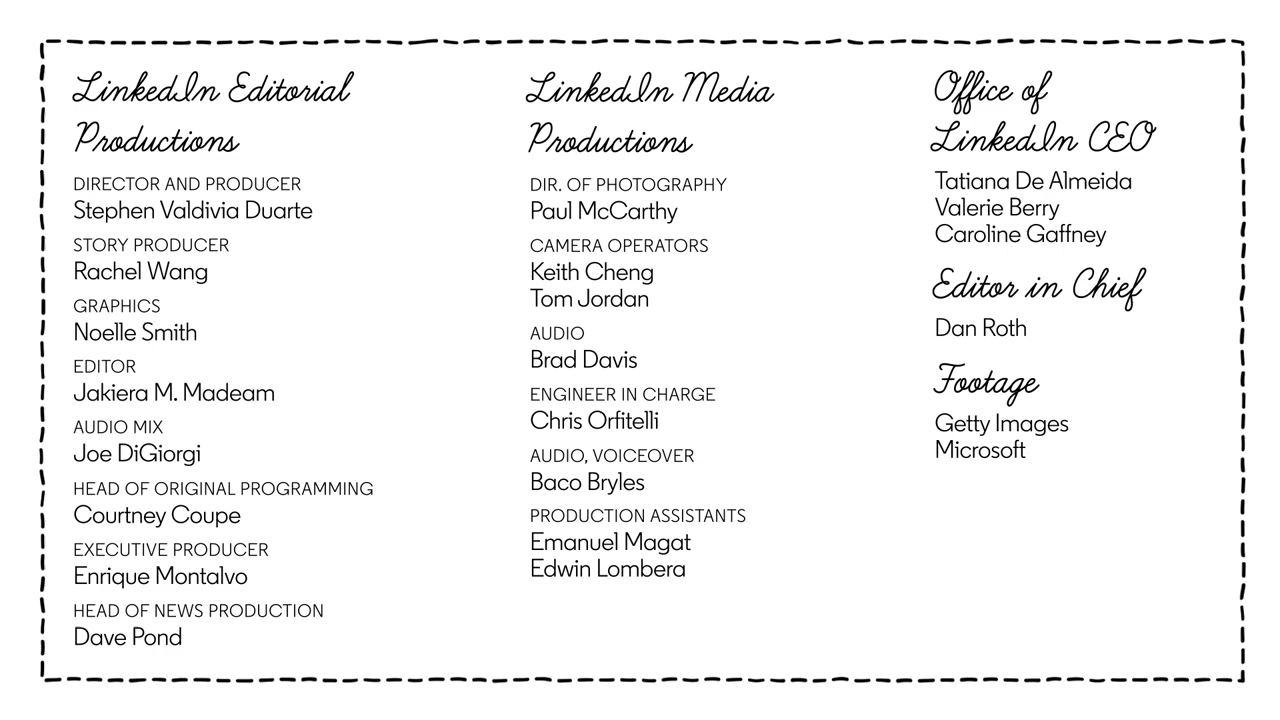 LinkedIn Editorial
Productions
DIRECTOR AND PRODUCER
Stephen Valdivia Duarte
STORY PRODUCER
Rachel Wang
GRAPHICS
Noelle Smith
EDITOR
Jakiera M. Madeam
AUDIO MIX
Joe DiGiorgi
HEAD OF ORIGINAL PROGRAMMING
Courtney Coupe
EXECUTIVE PRODUCER
Enrique Montalvo
HEAD OF NEWS PRODUCTION
Dave Pond
LinkedIn Media
Productions
DIR. OF PHOTOGRAPHY
Paul McCarthy
CAMERA OPERATORS
Keith Cheng
Tom Jordan
AUDIO
Brad Davis
ENGINEER IN CHARGE
Chris Orfitelli
AUDIO, VOICEOVER
Baco Bryles
PRODUCTION ASSISTANTS
Emanuel Magat
Edwin Lombera
Office of
LinkedIn CEO
Tatiana De Almeida
Valerie Berry
Caroline Gaffney
Editor in Chief
Dan Roth
Footage
Getty Images
Microsoft